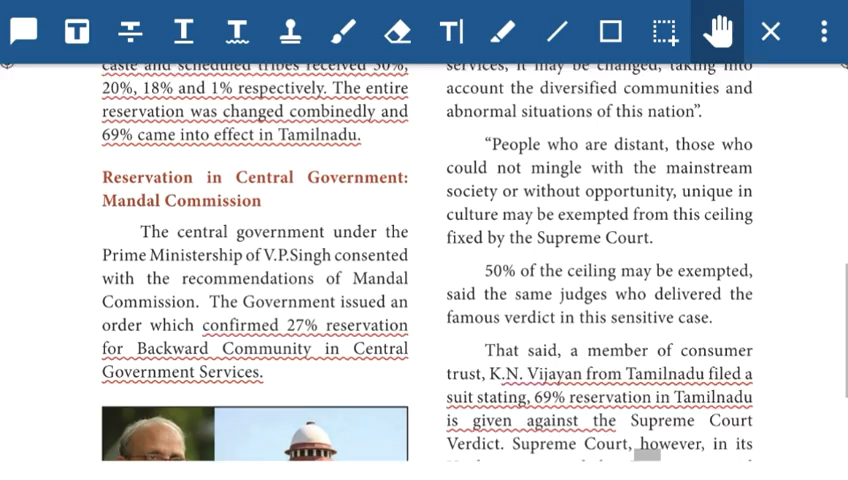 caste and scheduled tribes received 30%,
20%, 18% and 1% respectively. The entire
reservation was changed combinedly and
69% came into effect in Tamilnadu.
Reservation in Central Government:
Mandal Commission
The central government under the
Prime Ministership of V.P.Singh consented
with the recommendations of Mandal
Commission. The Government issued an
order which confirmed 27% reservation
for Backward Community in Central
Government Services.
services, it may be changed, taking into
account the diversified communities and
abnormal situations of this nation”.
“People who are distant, those who
could not mingle with the mainstream
society or without opportunity, unique in
culture may be exempted from this ceiling
fixed by the Supreme Court.
50% of the ceiling may be exempted,
said the same judges who delivered the
famous verdict in this sensitive case.
That said, a member of consumer
trust, K.N. Vijayan from Tamilnadu filed a
suit stating, 69% reservation in Tamilnadu
is given against the Supreme Court
Verdict. Supreme Court, however, in its